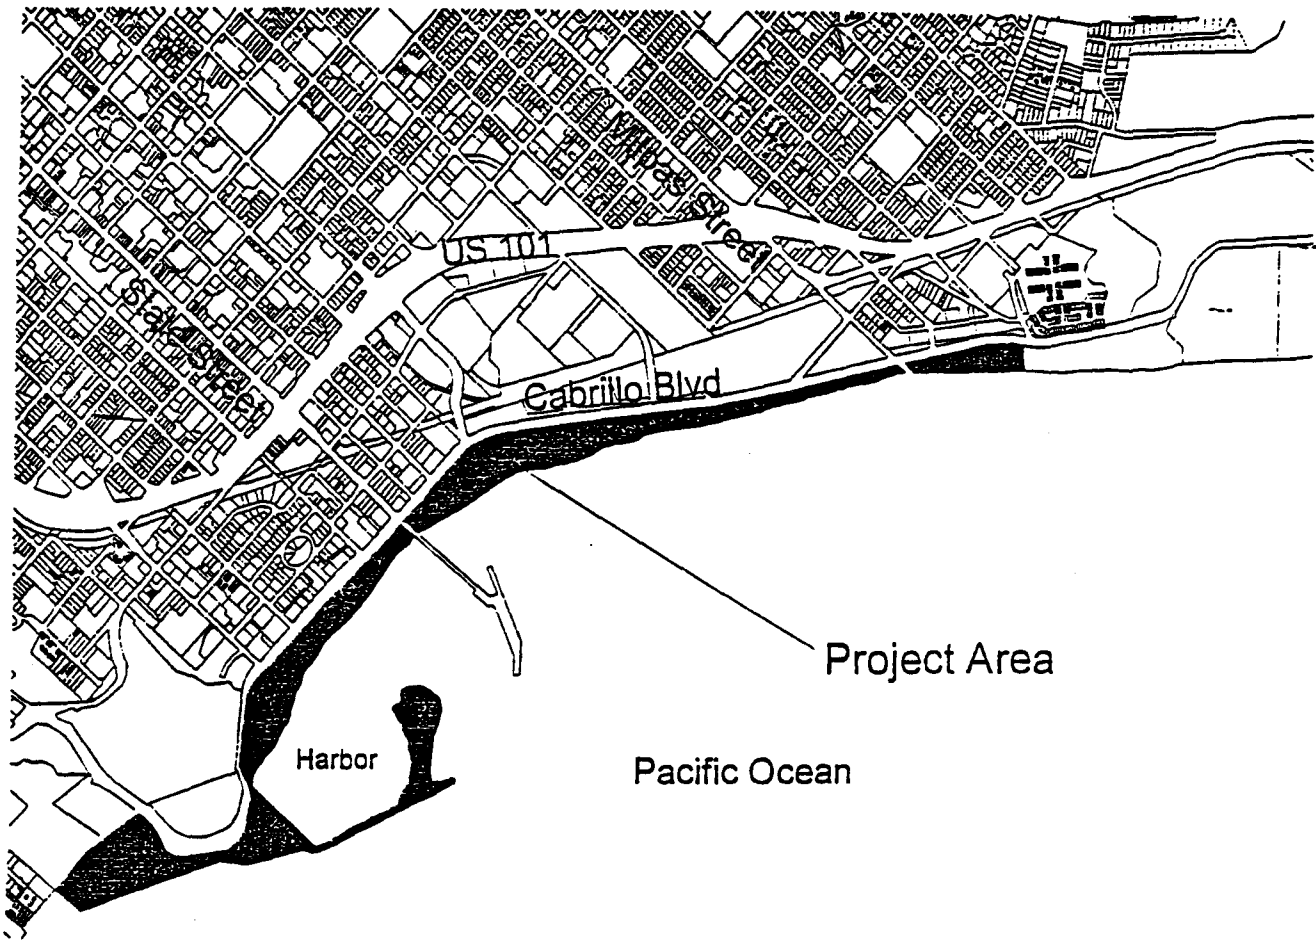 Milpas Street
US 101
State Street
Cabrillo Blvd
Project Area
Harbor
Pacific Ocean